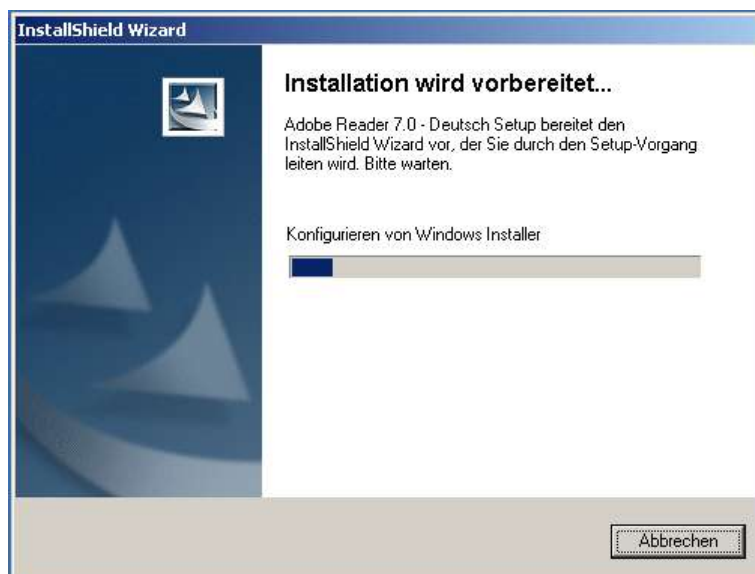 InstallShield Wizard
Installation wird vorbereitet...
Adobe Reader 7.0 - Deutsch Setup bereitet den
InstallShield Wizard vor, der Sie durch den Setup-Vorgang
leiten wird. Bitte warten.
Konfigurieren von Windows Installer
Abbrechen